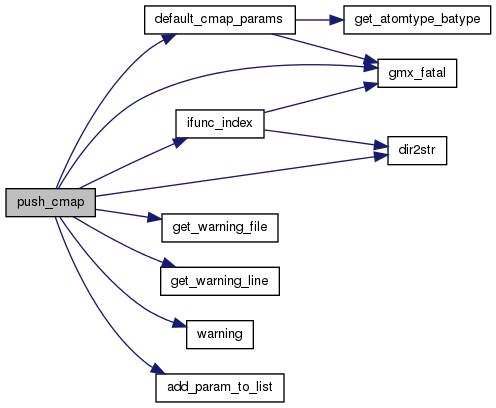 default_cmap_params
get_atomtype_batype
gmx_fatal
ifunc_index
dir2str
push_cmap
get_warning_file
get_warning_line
warning
add_param_to_list